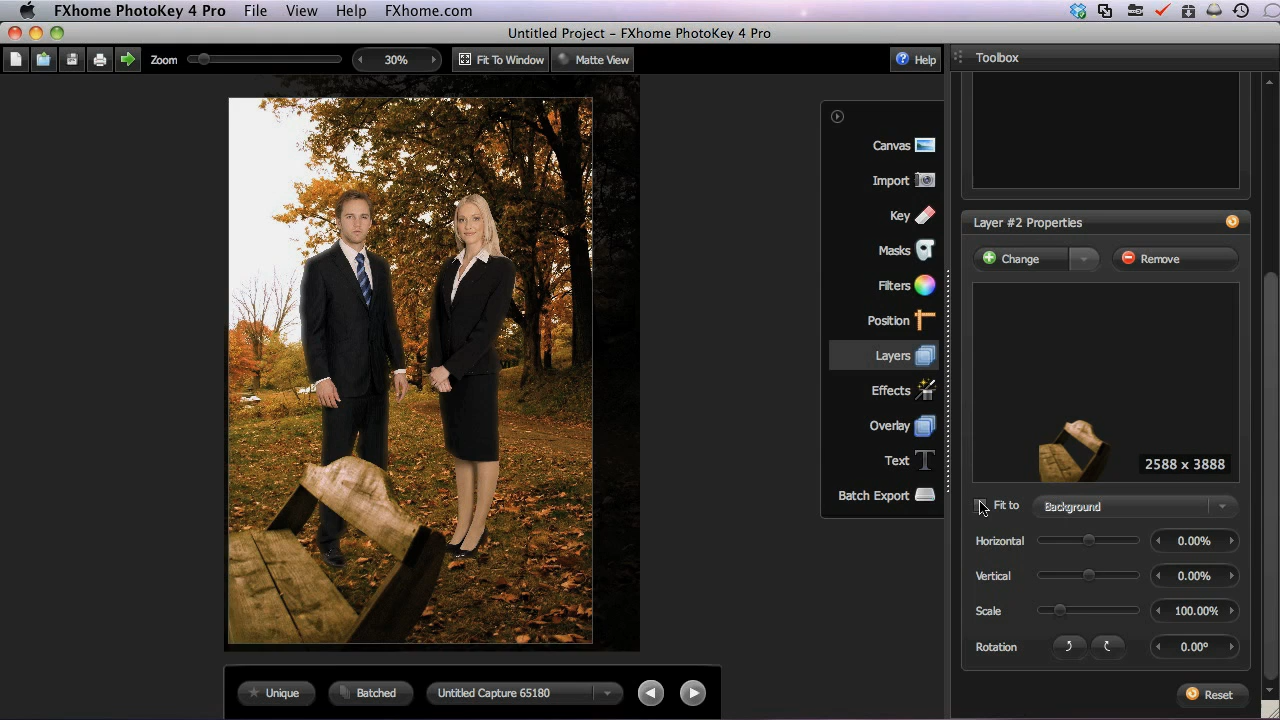 FXhome PhotoKey 4 Pro File View Help FXhome.com
Untitled Project – FXhome PhotoKey 4 Pro
Zoom 30% Fit To Window Matte View Help Toolbox
Canvas
Import
Key
Masks
Filters
Position
Layers
Effects
Overlay
Text
Batch Export
Layer #2 Properties
Change Remove
2588 x 3888
Fit to Background
Horizontal 0.00%
Vertical 0.00%
Scale 100.00%
Rotation 0.00º
Reset
Unique Batched Untitled Capture 65180